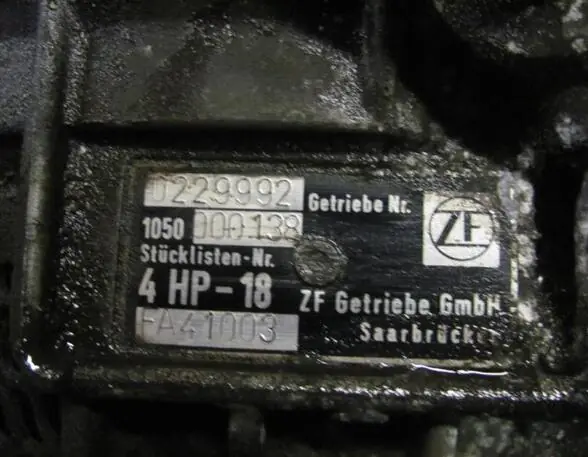 0229992 Getriebe Nr.
ZF
1050 000138
Stücklisten-Nr.
4 HP-18 ZF Getriebe GmbH
FA41003 Saarbrücken